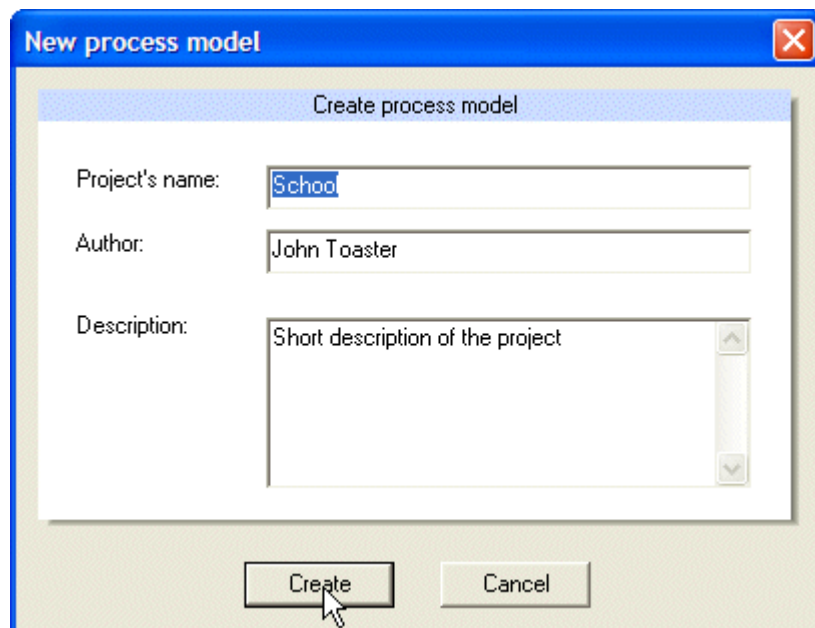 New process model
Create process model
Project's name:
School
Author:
John Toaster
Description:
Short description of the project
Create
Cancel